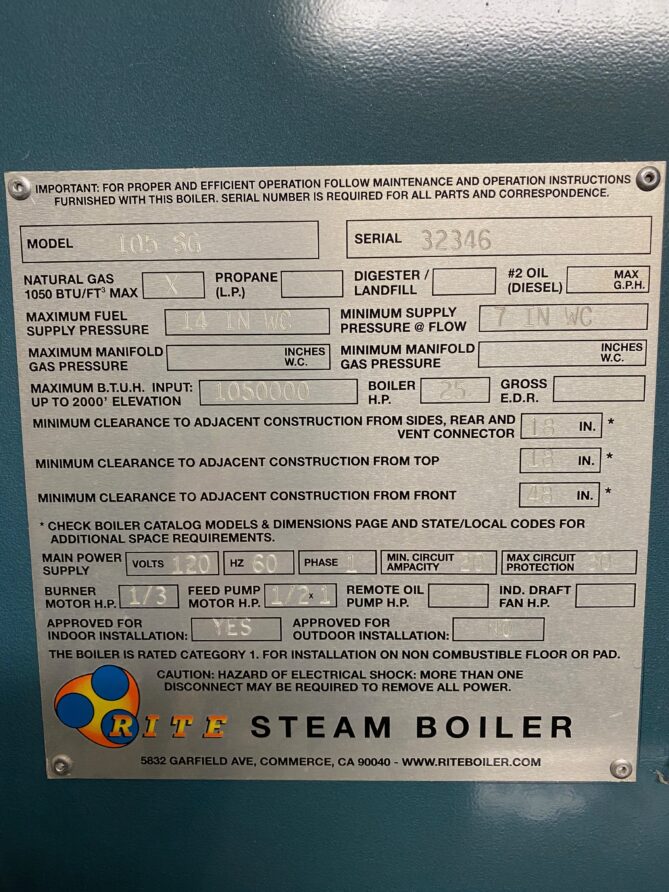 IMPORTANT: FOR PROPER AND EFFICIENT OPERATION FOLLOW MAINTENANCE AND OPERATION INSTRUCTIONS
FURNISHED WITH THIS BOILER. SERIAL NUMBER IS REQUIRED FOR ALL PARTS AND CORRESPONDENCE.
MODEL 105 SG SERIAL 32346
NATURAL GAS X PROPANE DIGESTER / #2 OIL MAX
1050 BTU/FT³ MAX (L.P.) LANDFILL (DIESEL) G.P.H.
MAXIMUM FUEL 14 IN WC MINIMUM SUPPLY 7 IN WC
SUPPLY PRESSURE PRESSURE @ FLOW
MAXIMUM MANIFOLD INCHES MINIMUM MANIFOLD INCHES
GAS PRESSURE W.C. GAS PRESSURE W.C.
MAXIMUM B.T.U.H. INPUT: 1050000 BOILER 25 GROSS
UP TO 2000' ELEVATION H.P. E.D.R.
MINIMUM CLEARANCE TO ADJACENT CONSTRUCTION FROM SIDES, REAR AND 18 IN. *
VENT CONNECTOR
MINIMUM CLEARANCE TO ADJACENT CONSTRUCTION FROM TOP 18 IN. *
MINIMUM CLEARANCE TO ADJACENT CONSTRUCTION FROM FRONT 48 IN. *
* CHECK BOILER CATALOG MODELS & DIMENSIONS PAGE AND STATE/LOCAL CODES FOR
ADDITIONAL SPACE REQUIREMENTS.
MAIN POWER VOLTS 120 HZ 60 PHASE 1 MIN. CIRCUIT MAX CIRCUIT
SUPPLY AMPACITY PROTECTION
BURNER 1/3 FEED PUMP 1/2 x 1 REMOTE OIL IND. DRAFT
MOTOR H.P. MOTOR H.P. PUMP H.P. FAN H.P.
APPROVED FOR YES APPROVED FOR NO
INDOOR INSTALLATION: OUTDOOR INSTALLATION:
THE BOILER IS RATED CATEGORY 1. FOR INSTALLATION ON NON COMBUSTIBLE FLOOR OR PAD.
CAUTION: HAZARD OF ELECTRICAL SHOCK: MORE THAN ONE
DISCONNECT MAY BE REQUIRED TO REMOVE ALL POWER.
RITE STEAM BOILER
5832 GARFIELD AVE, COMMERCE, CA 90040 - WWW.RITEBOILER.COM